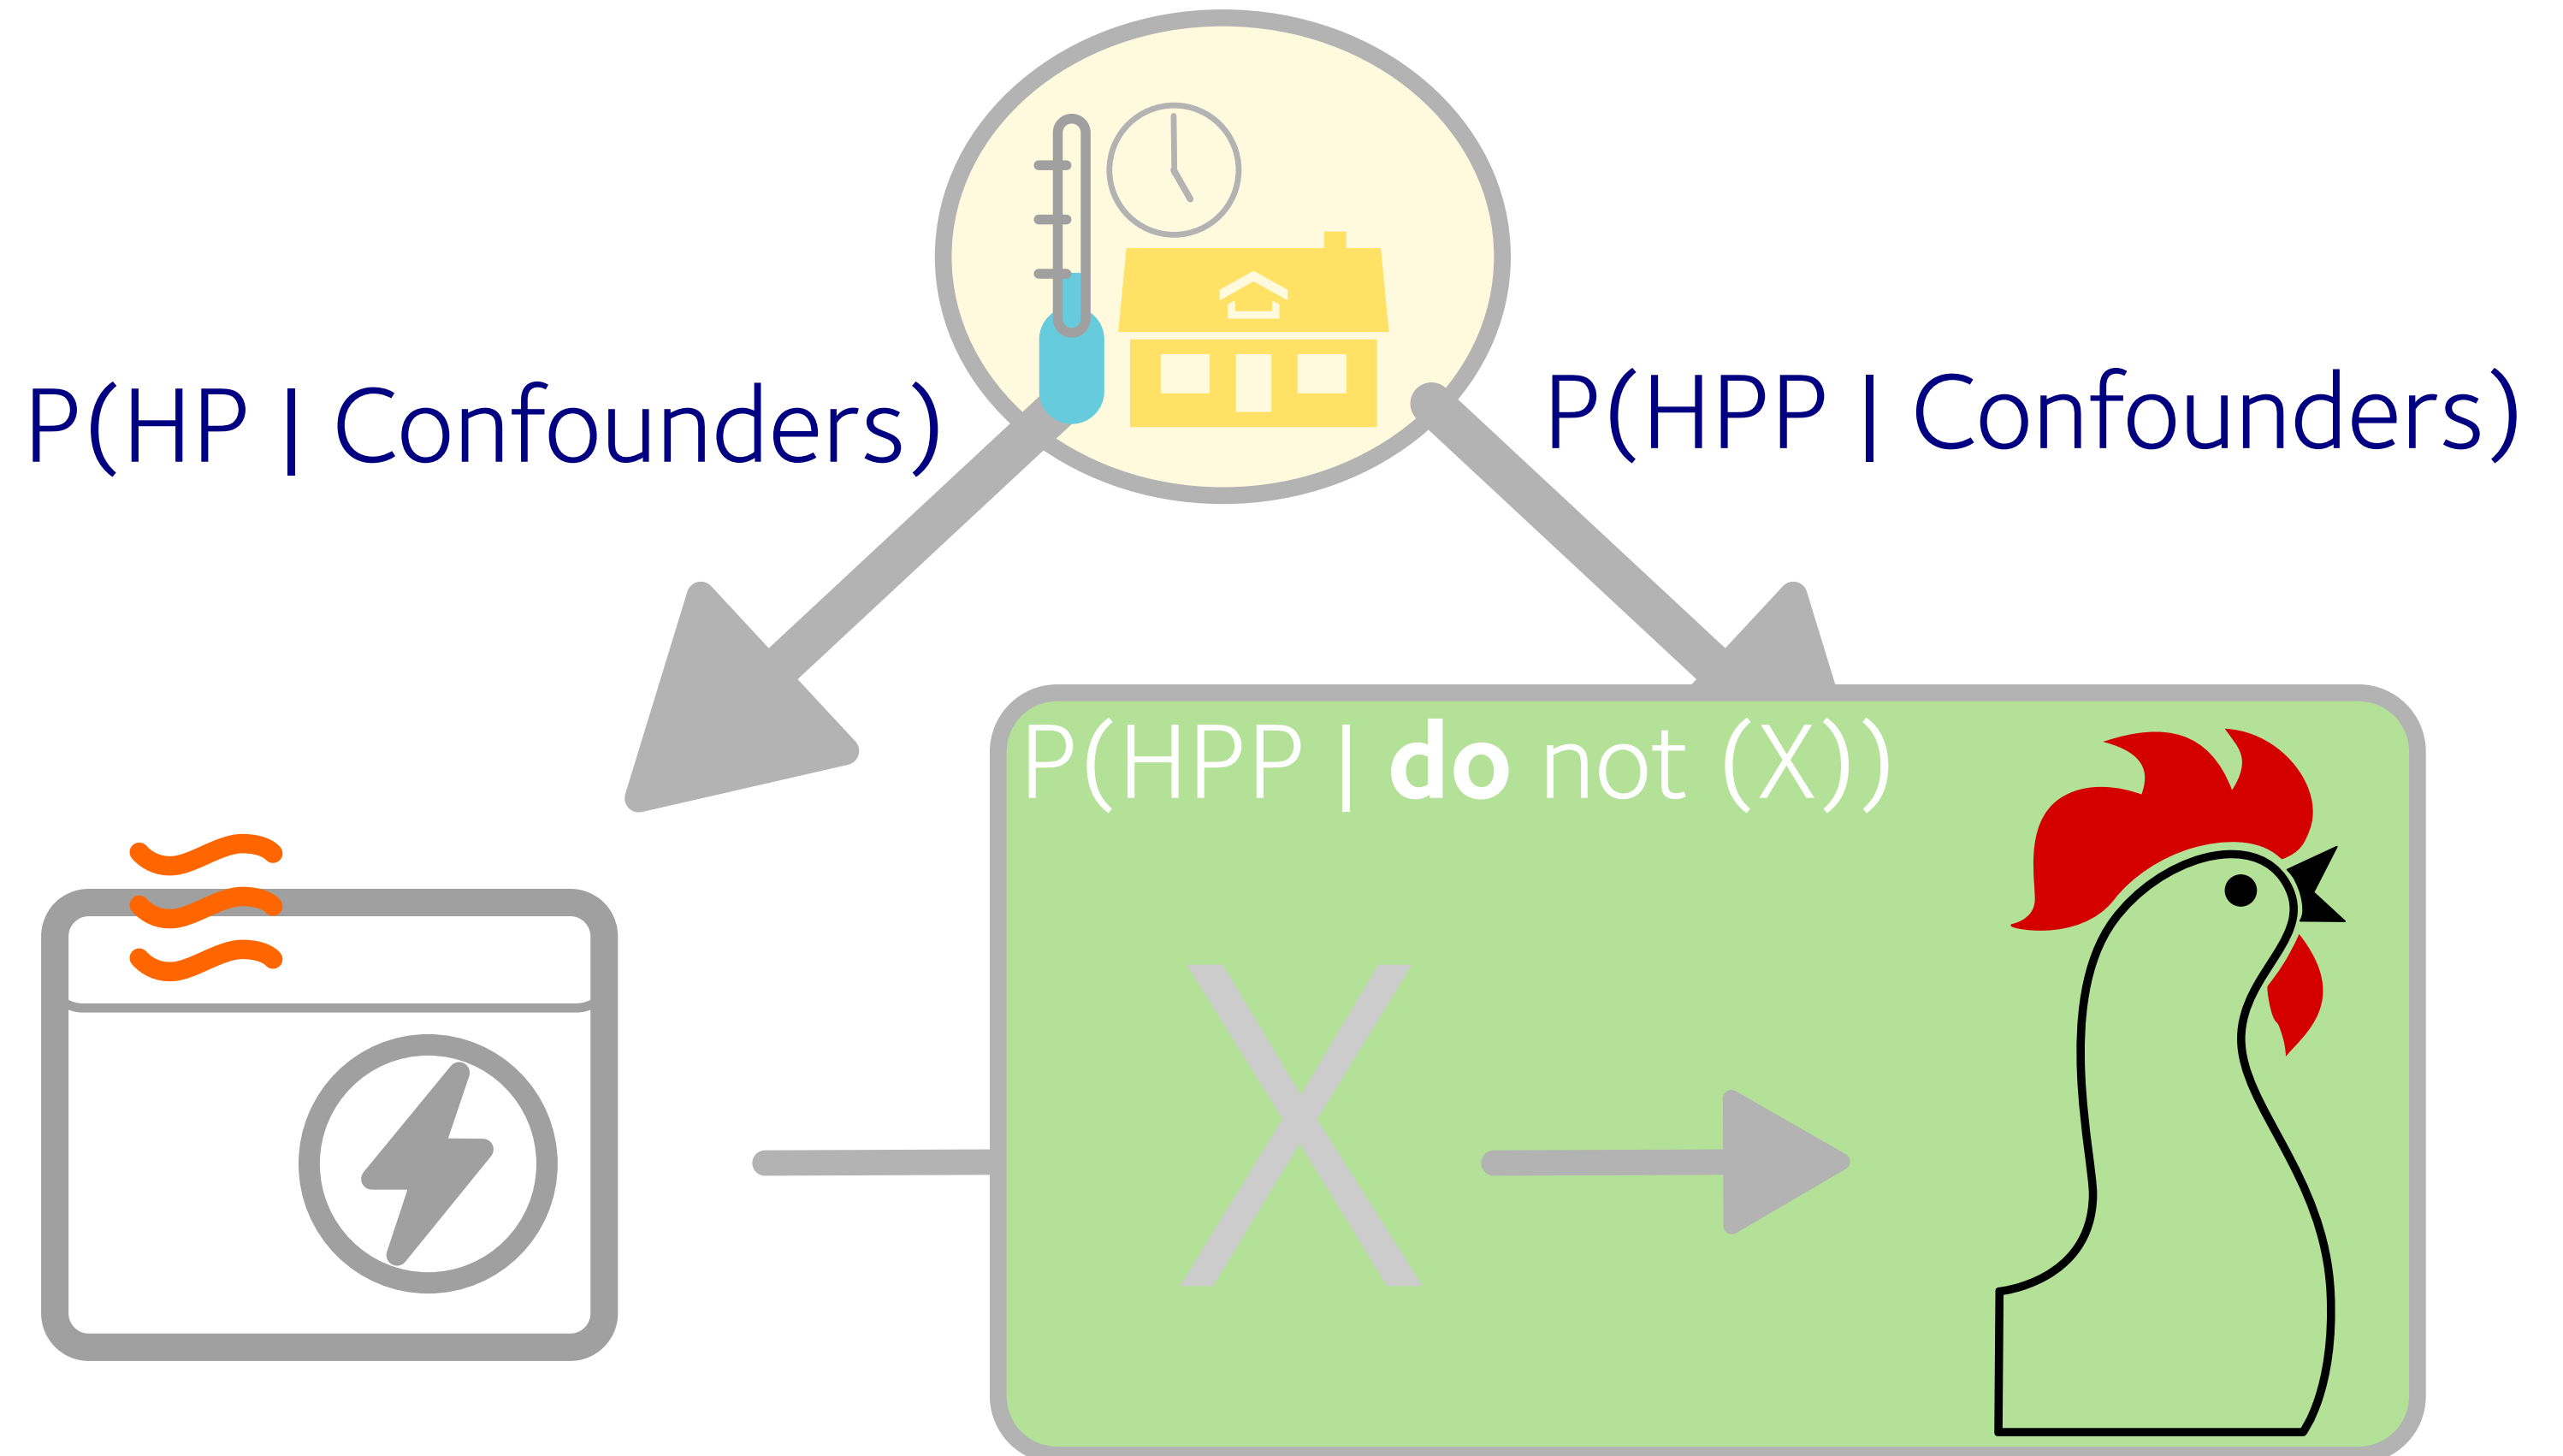 P(HP | Confounders)
P(HPP | Confounders)
P(HPP | do not (X))
X